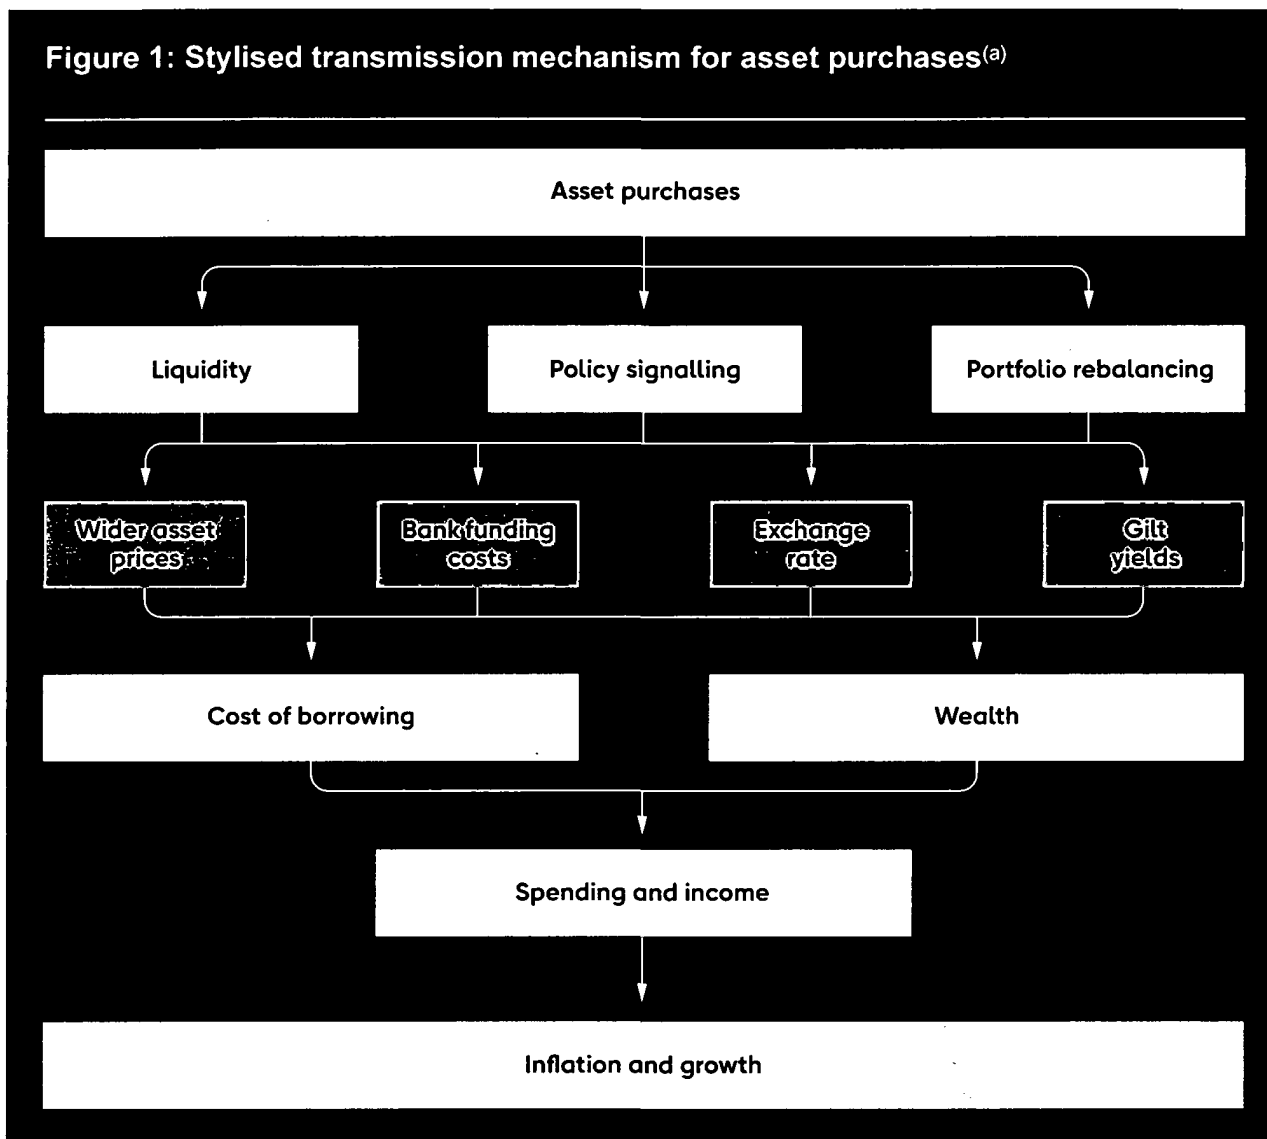 Figure 1: Stylised transmission mechanism for asset purchases(a)
Asset purchases
Liquidity
Policy signalling
Portfolio rebalancing
Wider asset
prices
Bank funding
costs
Exchange
rate
Gilt
yields
Cost of borrowing
Wealth
Spending and income
Inflation and growth